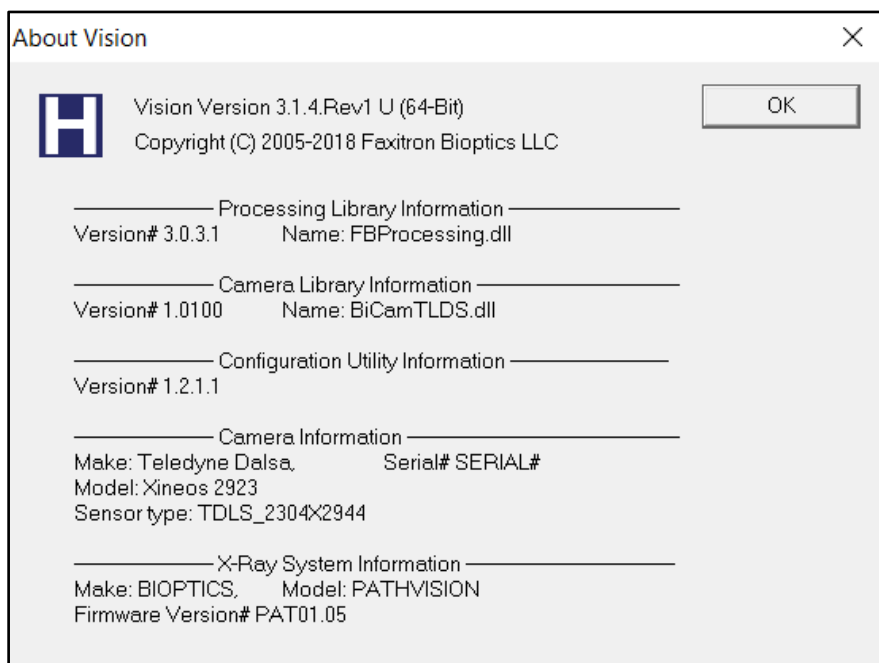 About Vision
H
Vision Version 3.1.4.Rev1 U (64-Bit)
OK
Copyright (C) 2005-2018 Faxitron Bioptics LLC
Processing Library Information
Version# 3.0.3.1 Name: FBProcessing.dll
Camera Library Information
Version# 1.0100 Name: BiCamTLDS.dll
Configuration Utility Information
Version# 1.2.1.1
Camera Information
Make: Teledyne Dalsa, Serial# SERIAL#
Model: Xineos 2923
Sensor type: TDLS_2304X2944
X-Ray System Information
Make: BIOPTICS, Model: PATHVISION
Firmware Version# PAT01.05